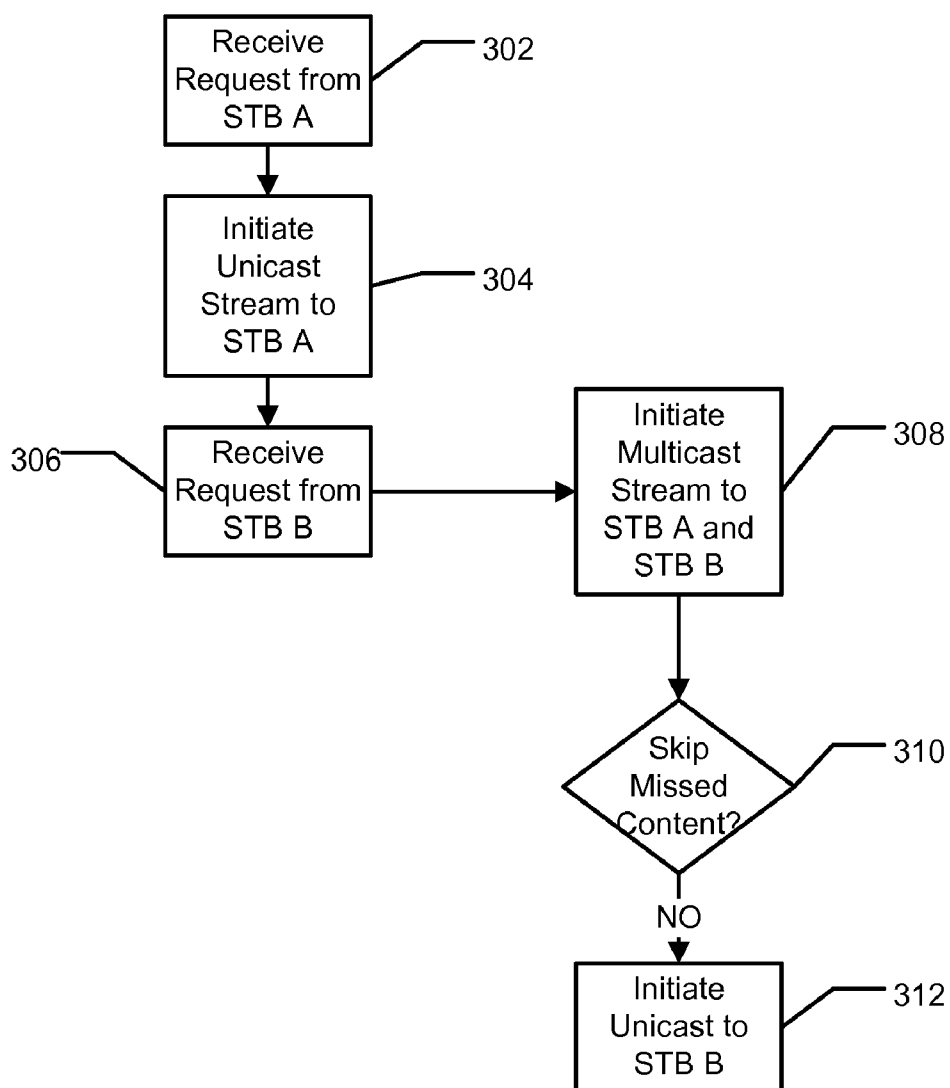 Receive
Request from
STB A
302
Initiate
Unicast
Stream to
STB A
304
306
Receive
Request from
STB B
Initiate
Multicast
Stream to
STB A and
STB B
308
Skip
Missed
Content?
310
NO
Initiate
Unicast to
STB B
312